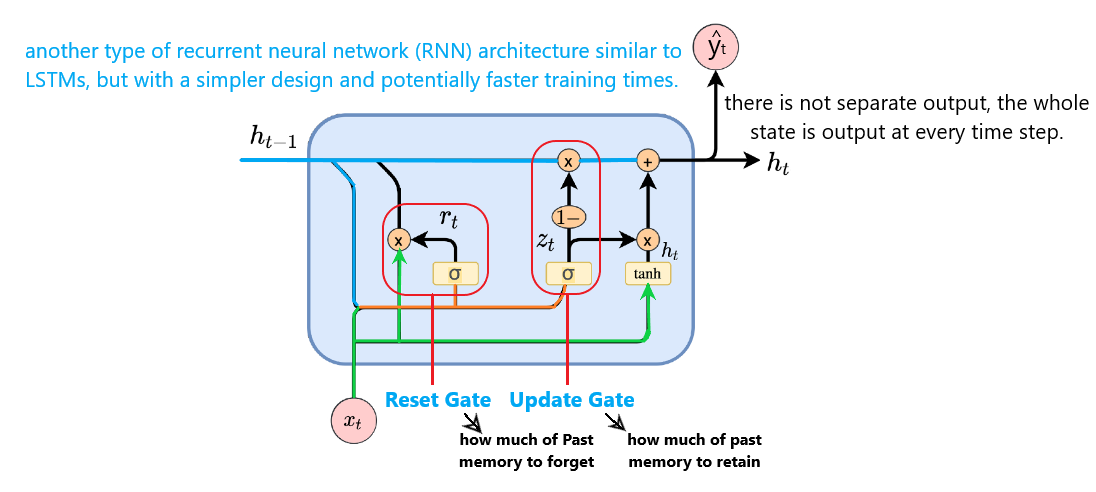 another type of recurrent neural network (RNN) architecture similar to
LSTMs, but with a simpler design and potentially faster training times.
ŷt
there is not separate output, the whole
state is output at every time step.
h_{t-1}
x
+
h_t
r_t
1-
x
z_t
x
h_t
σ
σ
tanh
Reset Gate
Update Gate
x_t
how much of Past
memory to forget
how much of past
memory to retain